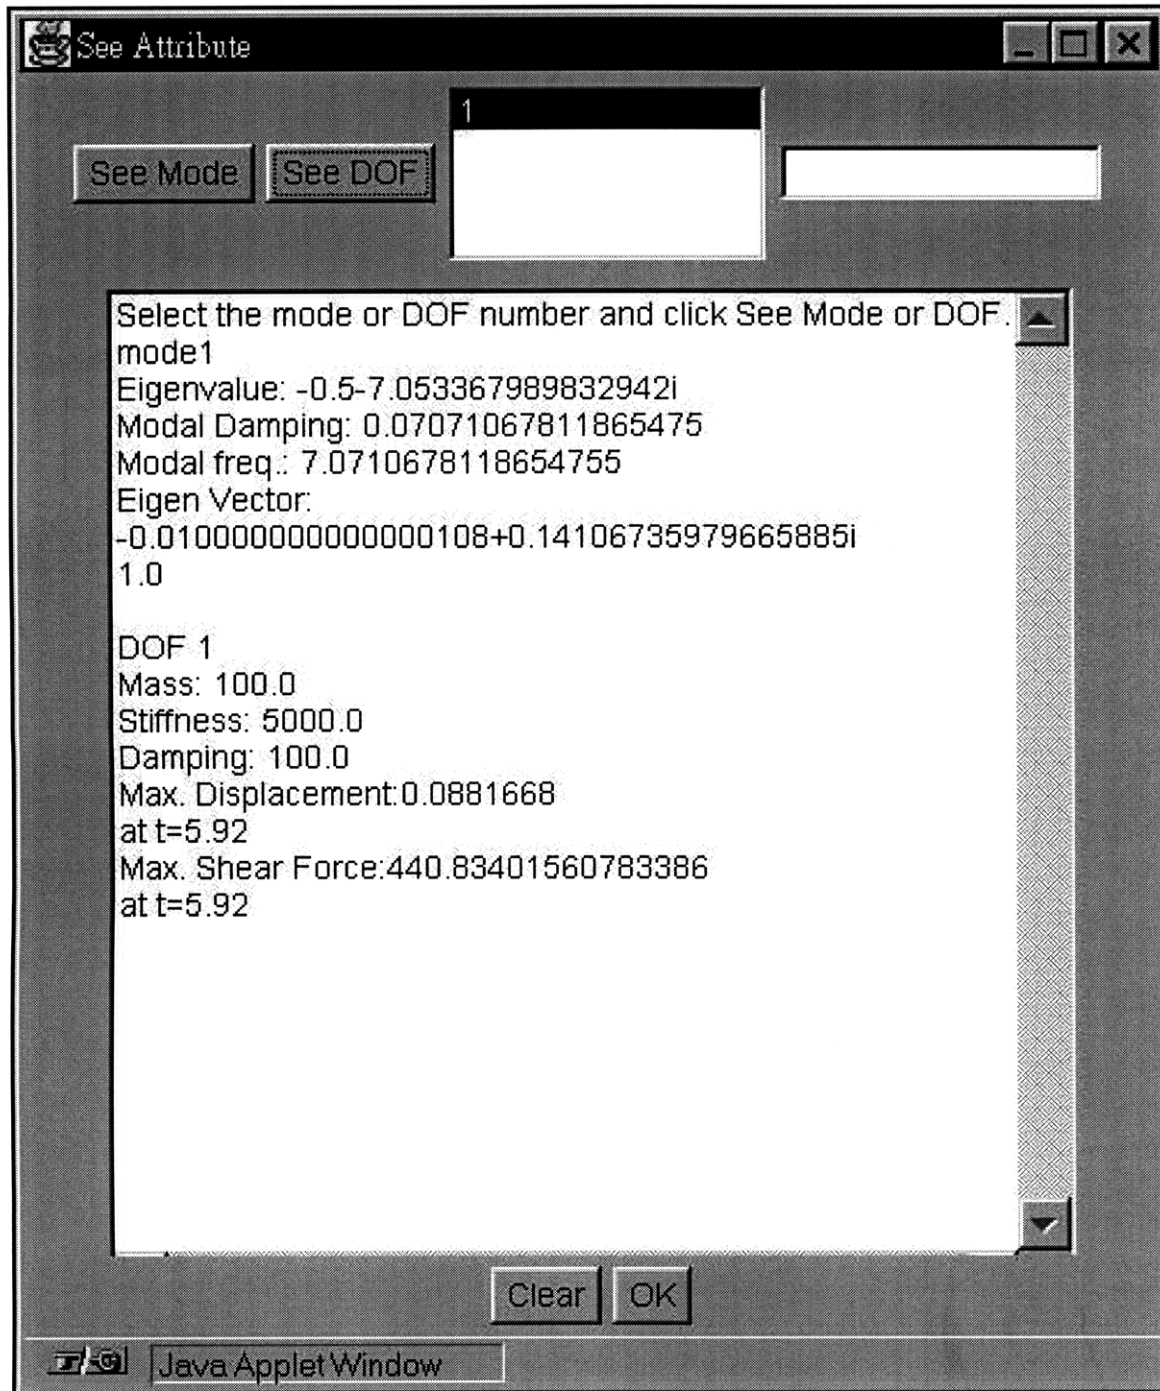 See Attribute
1
See Mode
See DOF
Select the mode or DOF number and click See Mode or DOF.
mode1
Eigenvalue: -0.5-7.053367989832942i
Modal Damping: 0.07071067811865475
Modal freq.: 7.0710678118654755
Eigen Vector:
-0.010000000000000108+0.14106735979665885i
1.0
DOF 1
Mass: 100.0
Stiffness: 5000.0
Damping: 100.0
Max. Displacement:0.0881668
at t=5.92
Max. Shear Force:440.83401560783386
at t=5.92
Clear
OK
Java Applet Window